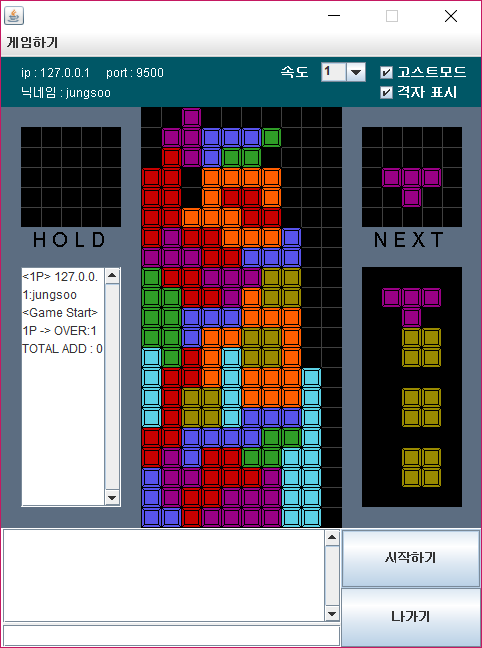 게임하기
ip : 127.0.0.1 port : 9500
속도 1
고스트모드
닉네임 : jungsoo
격자 표시
HOLD
NEXT
<1P> 127.0.
1:jungsoo
<Game Start>
1P -> OVER:1
TOTAL ADD : 0
시작하기
나가기